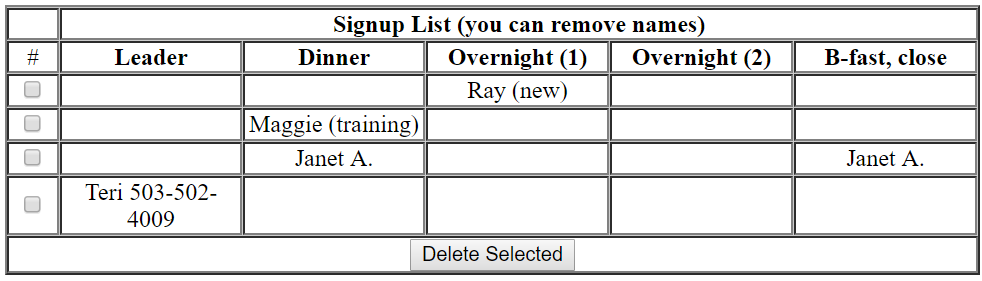 Signup List (you can remove names)
# Leader Dinner Overnight (1) Overnight (2) B-fast, close
Ray (new)
Maggie (training)
Janet A. Janet A.
Teri 503-502-
4009
Delete Selected